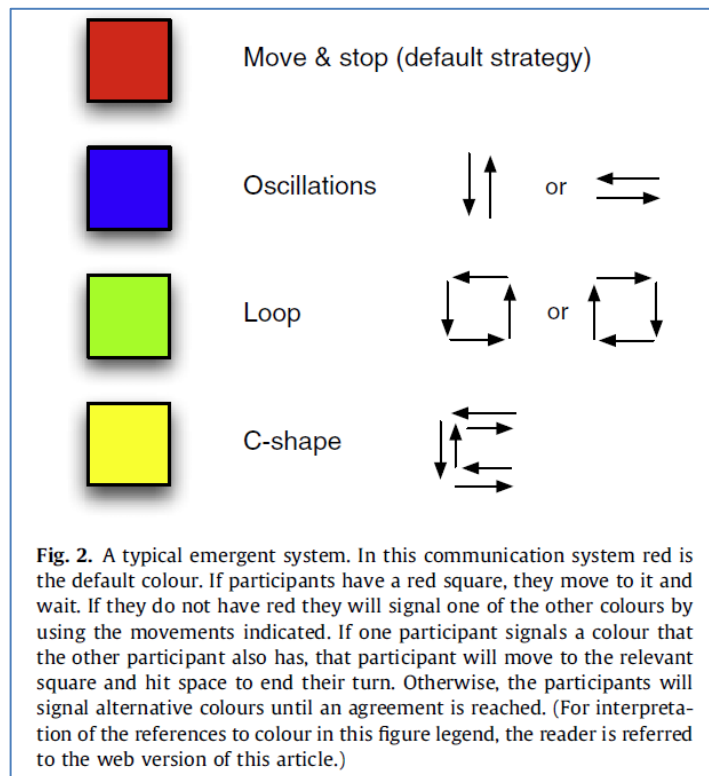 Move & stop (default strategy)
Oscillations or
Loop or
C-shape
Fig. 2. A typical emergent system. In this communication system red is
the default colour. If participants have a red square, they move to it and
wait. If they do not have red they will signal one of the other colours by
using the movements indicated. If one participant signals a colour that
the other participant also has, that participant will move to the relevant
square and hit space to end their turn. Otherwise, the participants will
signal alternative colours until an agreement is reached. (For interpreta-
tion of the references to colour in this figure legend, the reader is referred
to the web version of this article.)